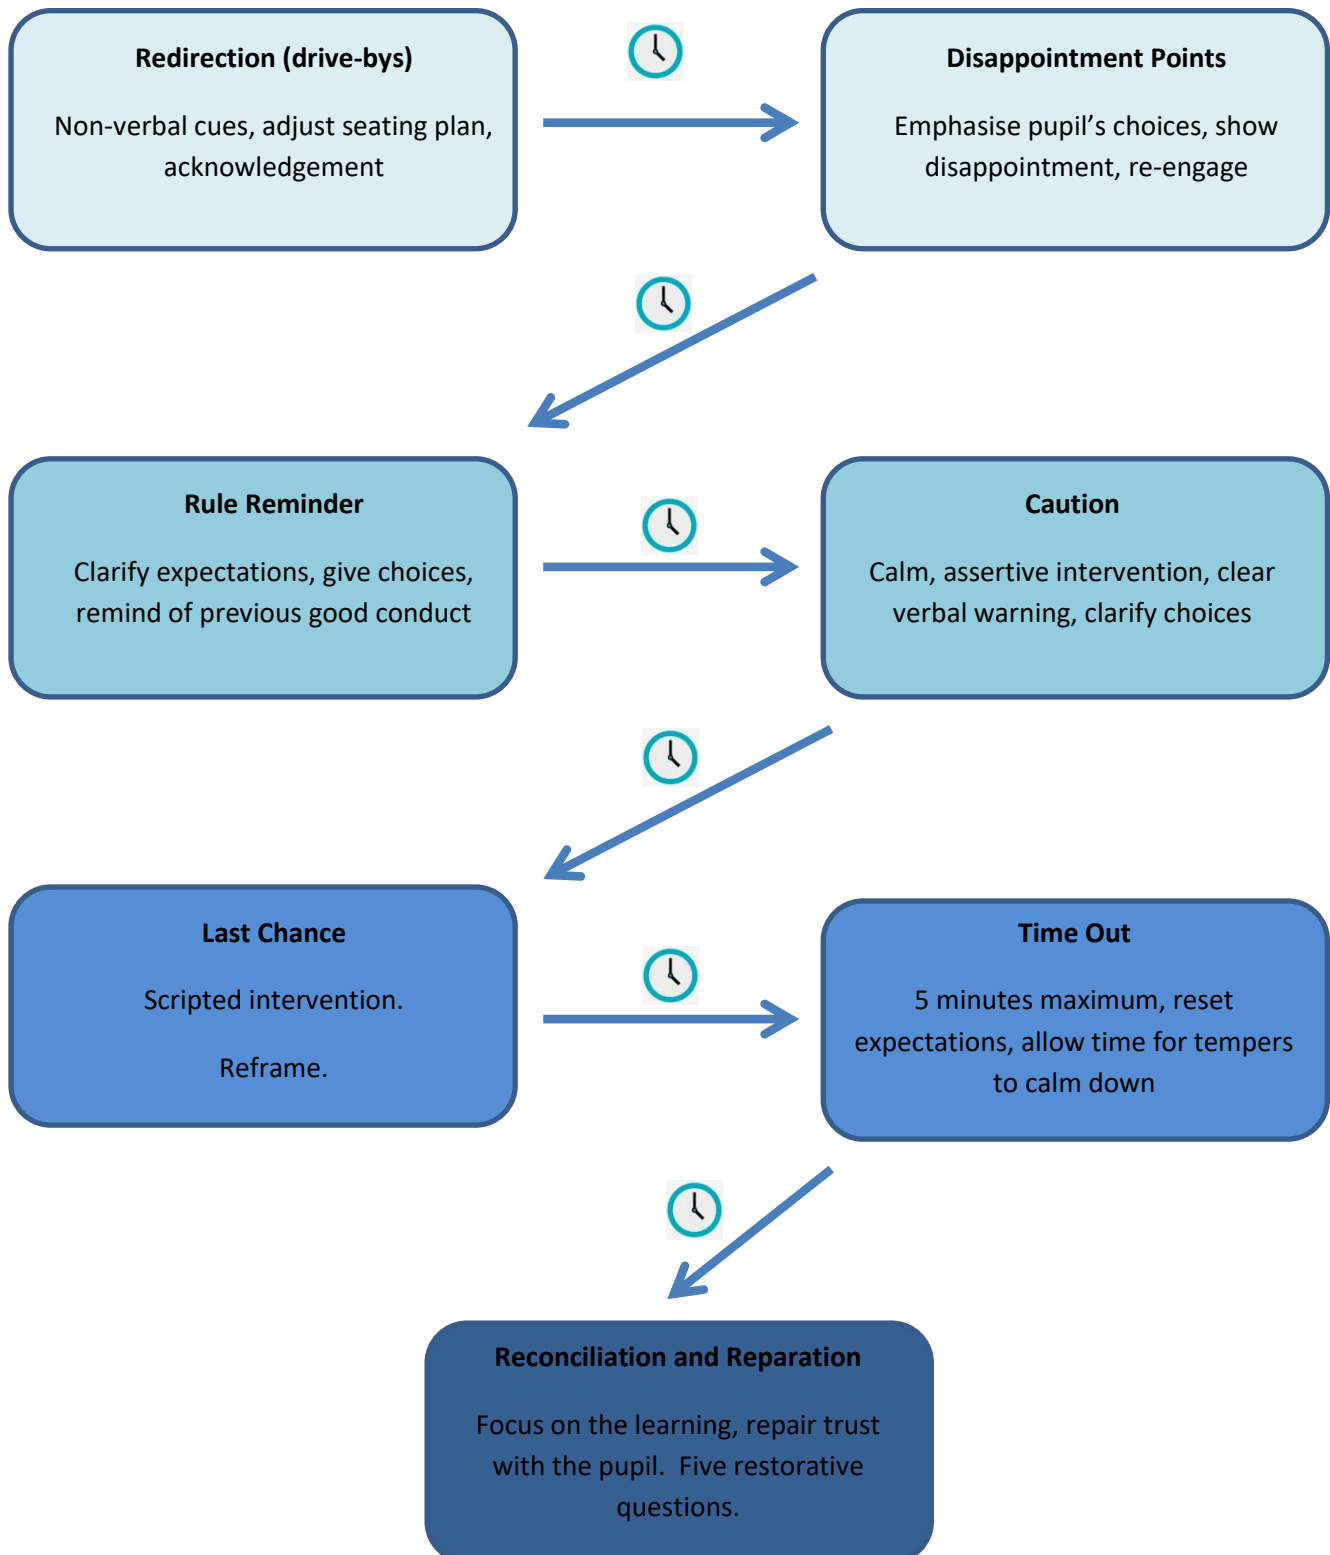 Redirection (drive-bys)
Non-verbal cues, adjust seating plan,
acknowledgement
Disappointment Points
Emphasise pupil’s choices, show
disappointment, re-engage
Rule Reminder
Clarify expectations, give choices,
remind of previous good conduct
Caution
Calm, assertive intervention, clear
verbal warning, clarify choices
Last Chance
Scripted intervention.
Reframe.
Time Out
5 minutes maximum, reset
expectations, allow time for tempers
to calm down
Reconciliation and Reparation
Focus on the learning, repair trust
with the pupil.  Five restorative
questions.